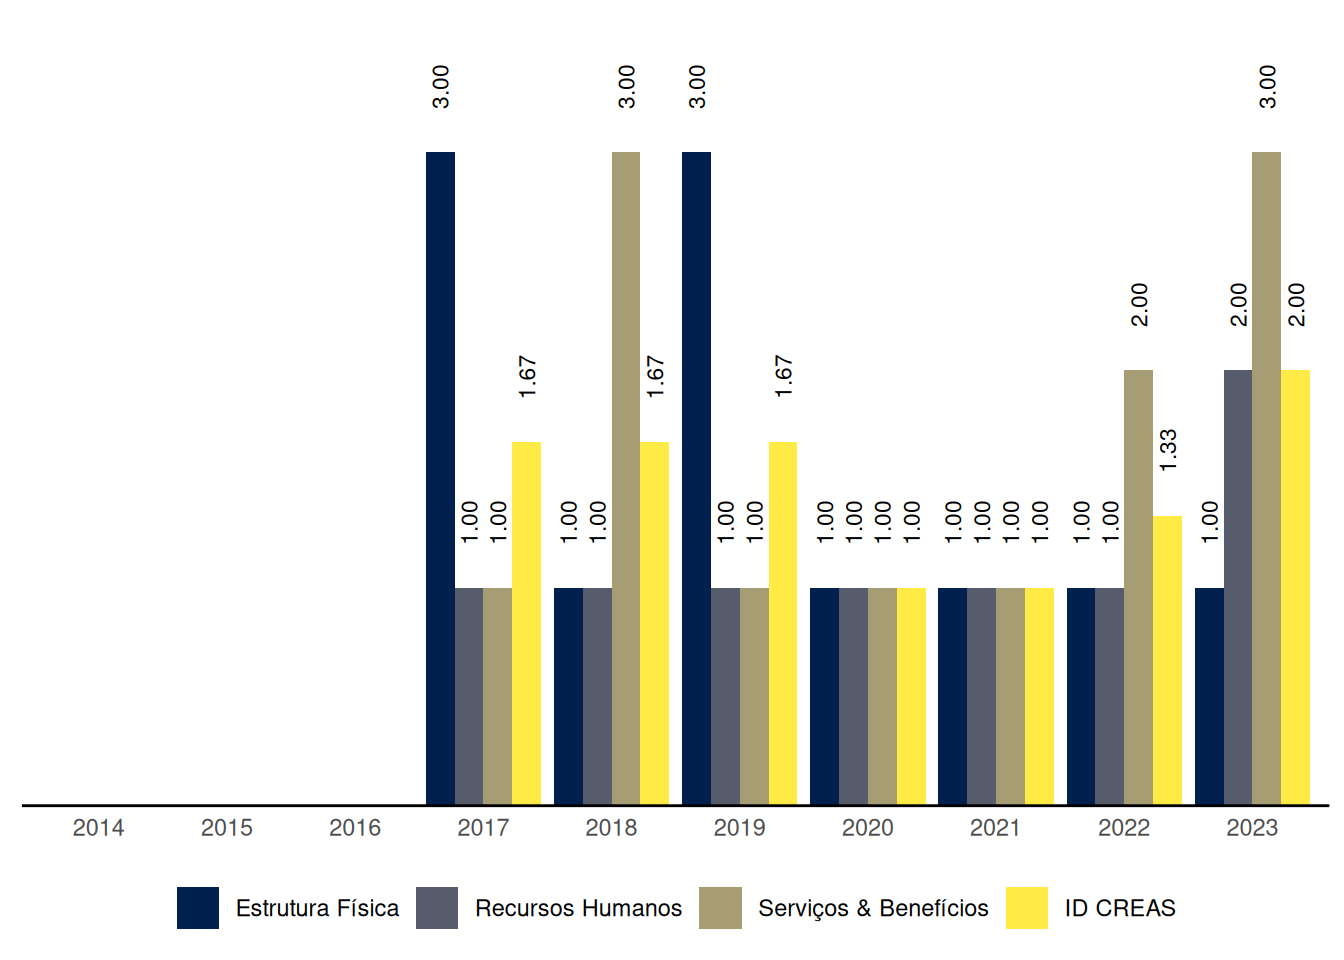 3.00 3.00 3.00 3.00
2.00 2.00 2.00
1.67 1.67 1.67
1.33
1.00 1.00 1.00 1.00 1.00 1.00 1.00 1.00 1.00 1.00 1.00 1.00 1.00 1.00 1.00 1.00 1.00
2014 2015 2016 2017 2018 2019 2020 2021 2022 2023
Estrutura Física Recursos Humanos Serviços & Benefícios ID CREAS